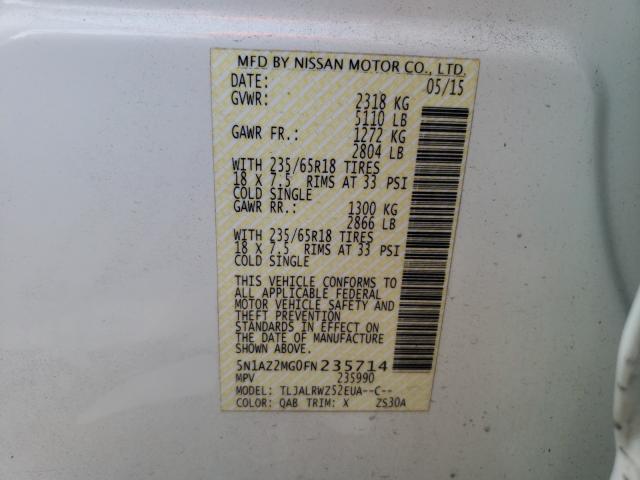 MFD BY NISSAN MOTOR CO., LTD.
DATE: 05/15
GVWR: 2318 KG
5110 LB
GAWR FR.: 1272 KG
2804 LB
WITH 235/65R18 TIRES
18 X 7.5 RIMS AT 33 PSI
COLD SINGLE
GAWR RR.: 1300 KG
2866 LB
WITH 235/65R18 TIRES
18 X 7.5 RIMS AT 33 PSI
COLD SINGLE
THIS VEHICLE CONFORMS TO
ALL APPLICABLE FEDERAL
MOTOR VEHICLE SAFETY AND
THEFT PREVENTION
STANDARDS IN EFFECT ON
THE DATE OF MANUFACTURE
SHOWN ABOVE.
5N1AZ2MG0FN235714
MPV 235990
MODEL: TLJALRWZ52EUA--C--
COLOR: QAB TRIM: X ZS30A